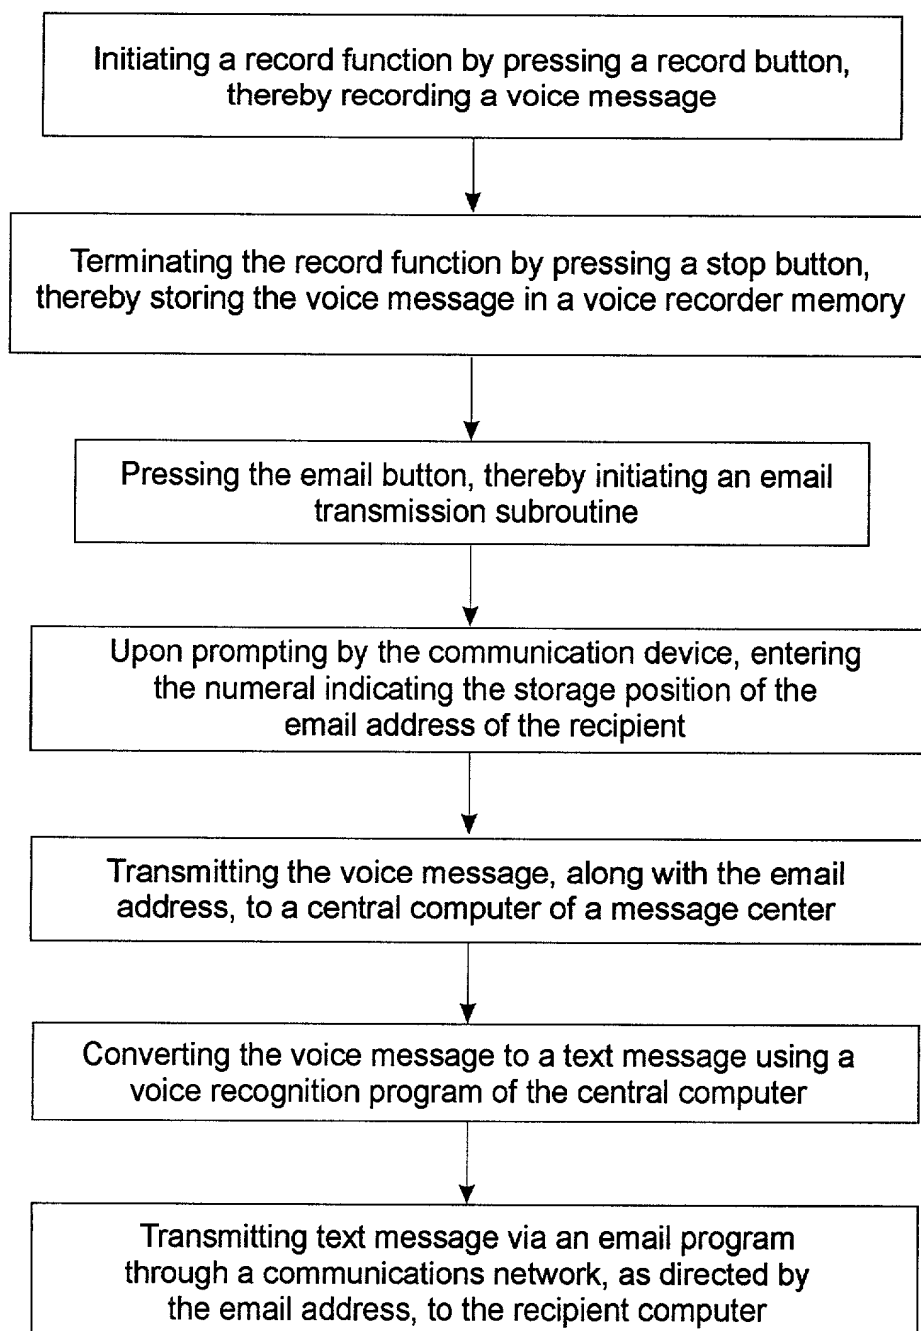 Initiating a record function by pressing a record button,
thereby recording a voice message
Terminating the record function by pressing a stop button,
thereby storing the voice message in a voice recorder memory
Pressing the email button, thereby initiating an email
transmission subroutine
Upon prompting by the communication device, entering
the numeral indicating the storage position of the
email address of the recipient
Transmitting the voice message, along with the email
address, to a central computer of a message center
Converting the voice message to a text message using a
voice recognition program of the central computer
Transmitting text message via an email program
through a communications network, as directed by
the email address, to the recipient computer